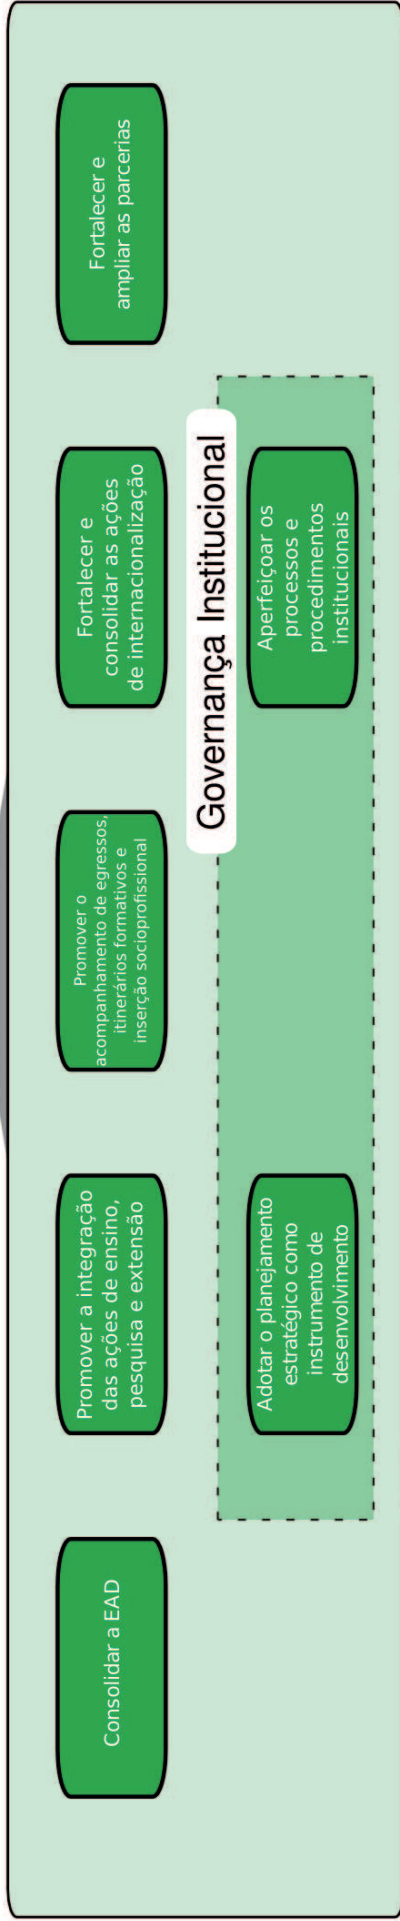 Consolidar a EAD
Promover a integração
das ações de ensino,
pesquisa e extensão
Promover o
acompanhamento de egressos,
itinerários formativos e
inserção socioprofissional
Fortalecer e
consolidar as ações
de internacionalização
Fortalecer e
ampliar as parcerias
Governança Institucional
Adotar o planejamento
estratégico como
instrumento de
desenvolvimento
Aperfeiçoar os
processos e
procedimentos
institucionais